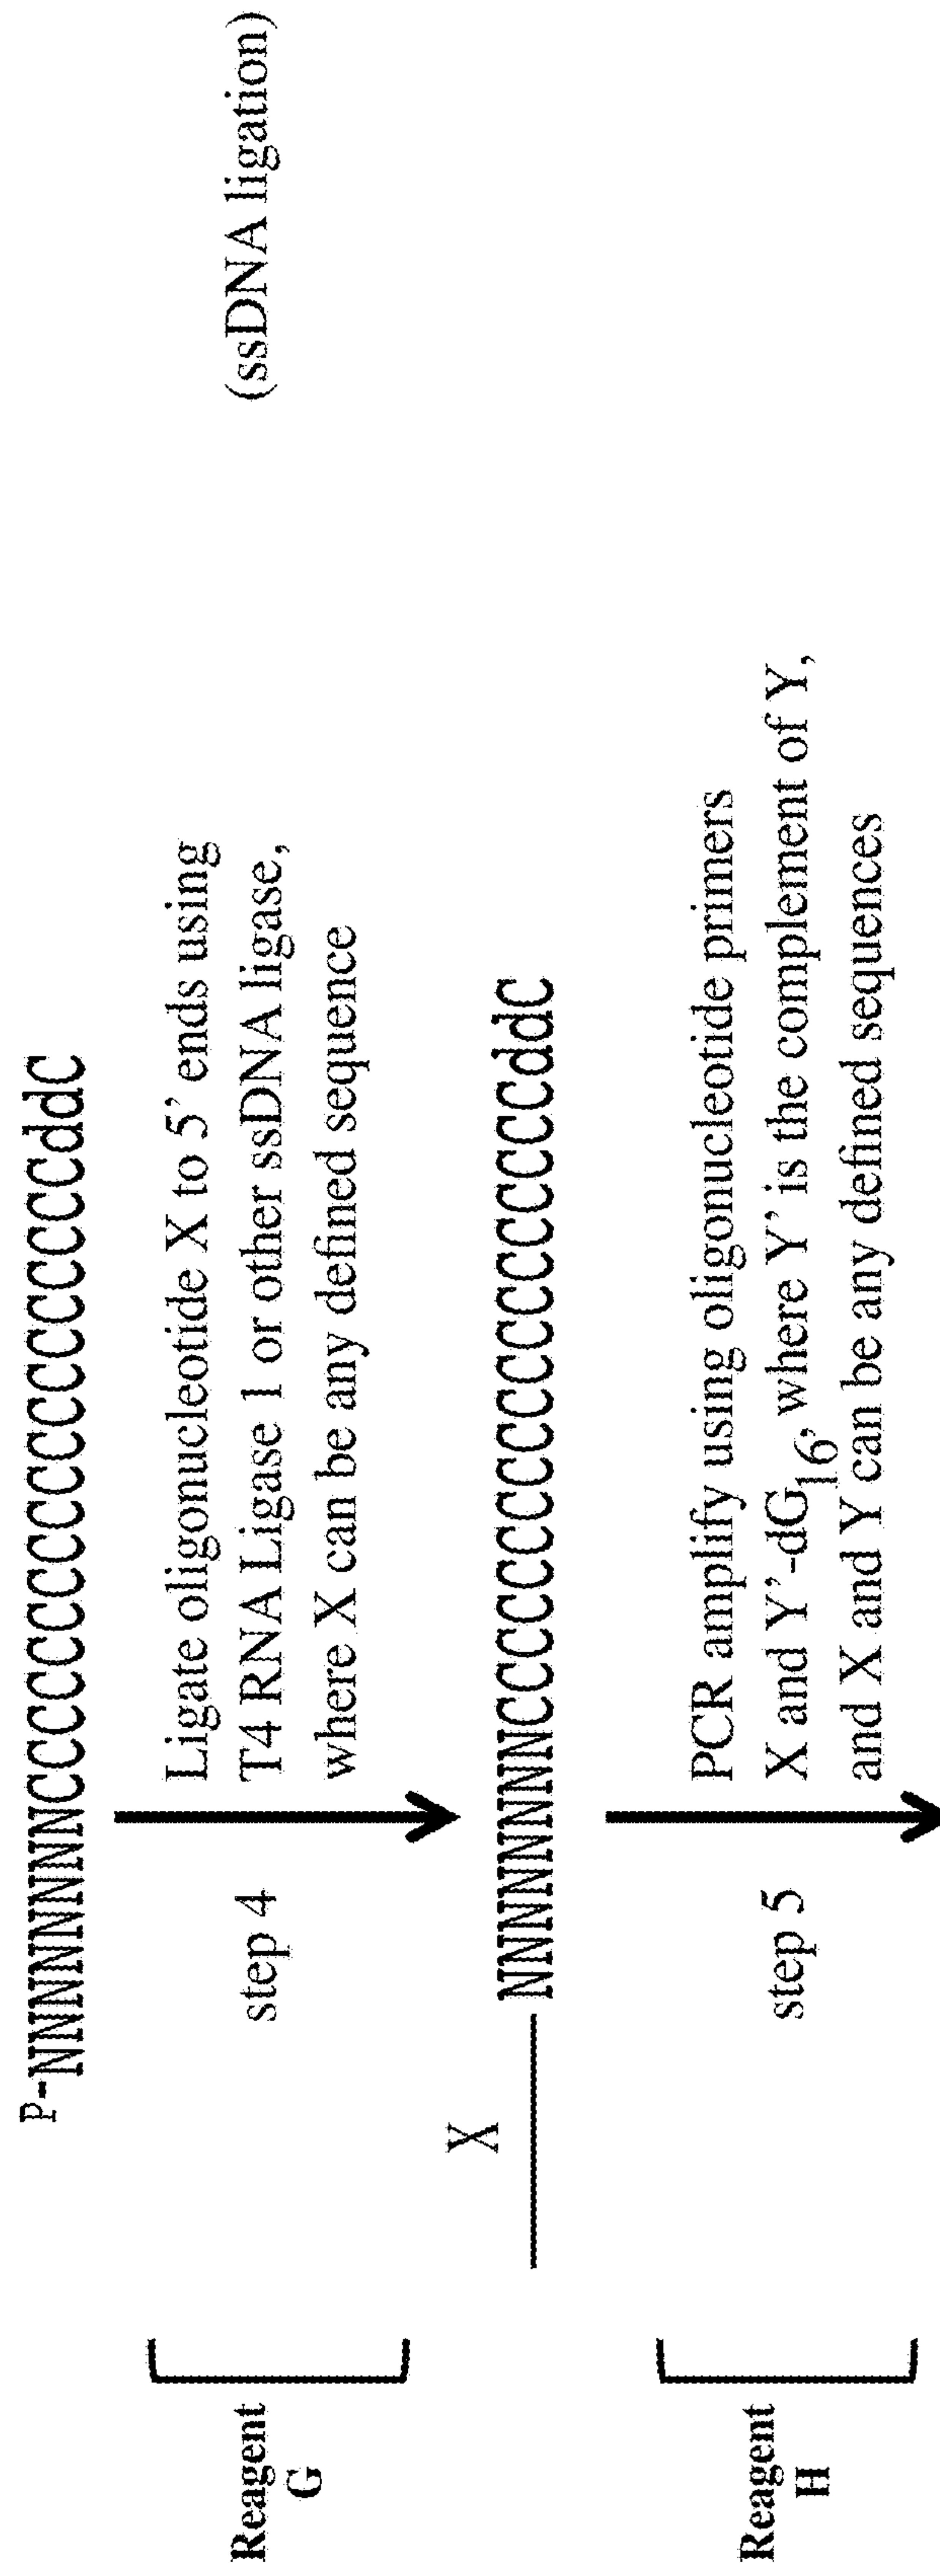 P-NNNNNNNNCCCCCCCCCCCCCCCCCCCddC
Reagent
G
step 4
Ligate oligonucleotide X to 5’ ends using
T4 RNA Ligase 1 or other ssDNA ligase,
where X can be any defined sequence
(ssDNA ligation)
X
NNNNNNNNCCCCCCCCCCCCCCCCCCCddC
Reagent
H
step 5
PCR amplify using oligonucleotide primers
X and Y’-dG16, where Y’ is the complement of Y,
and X and Y can be any defined sequences